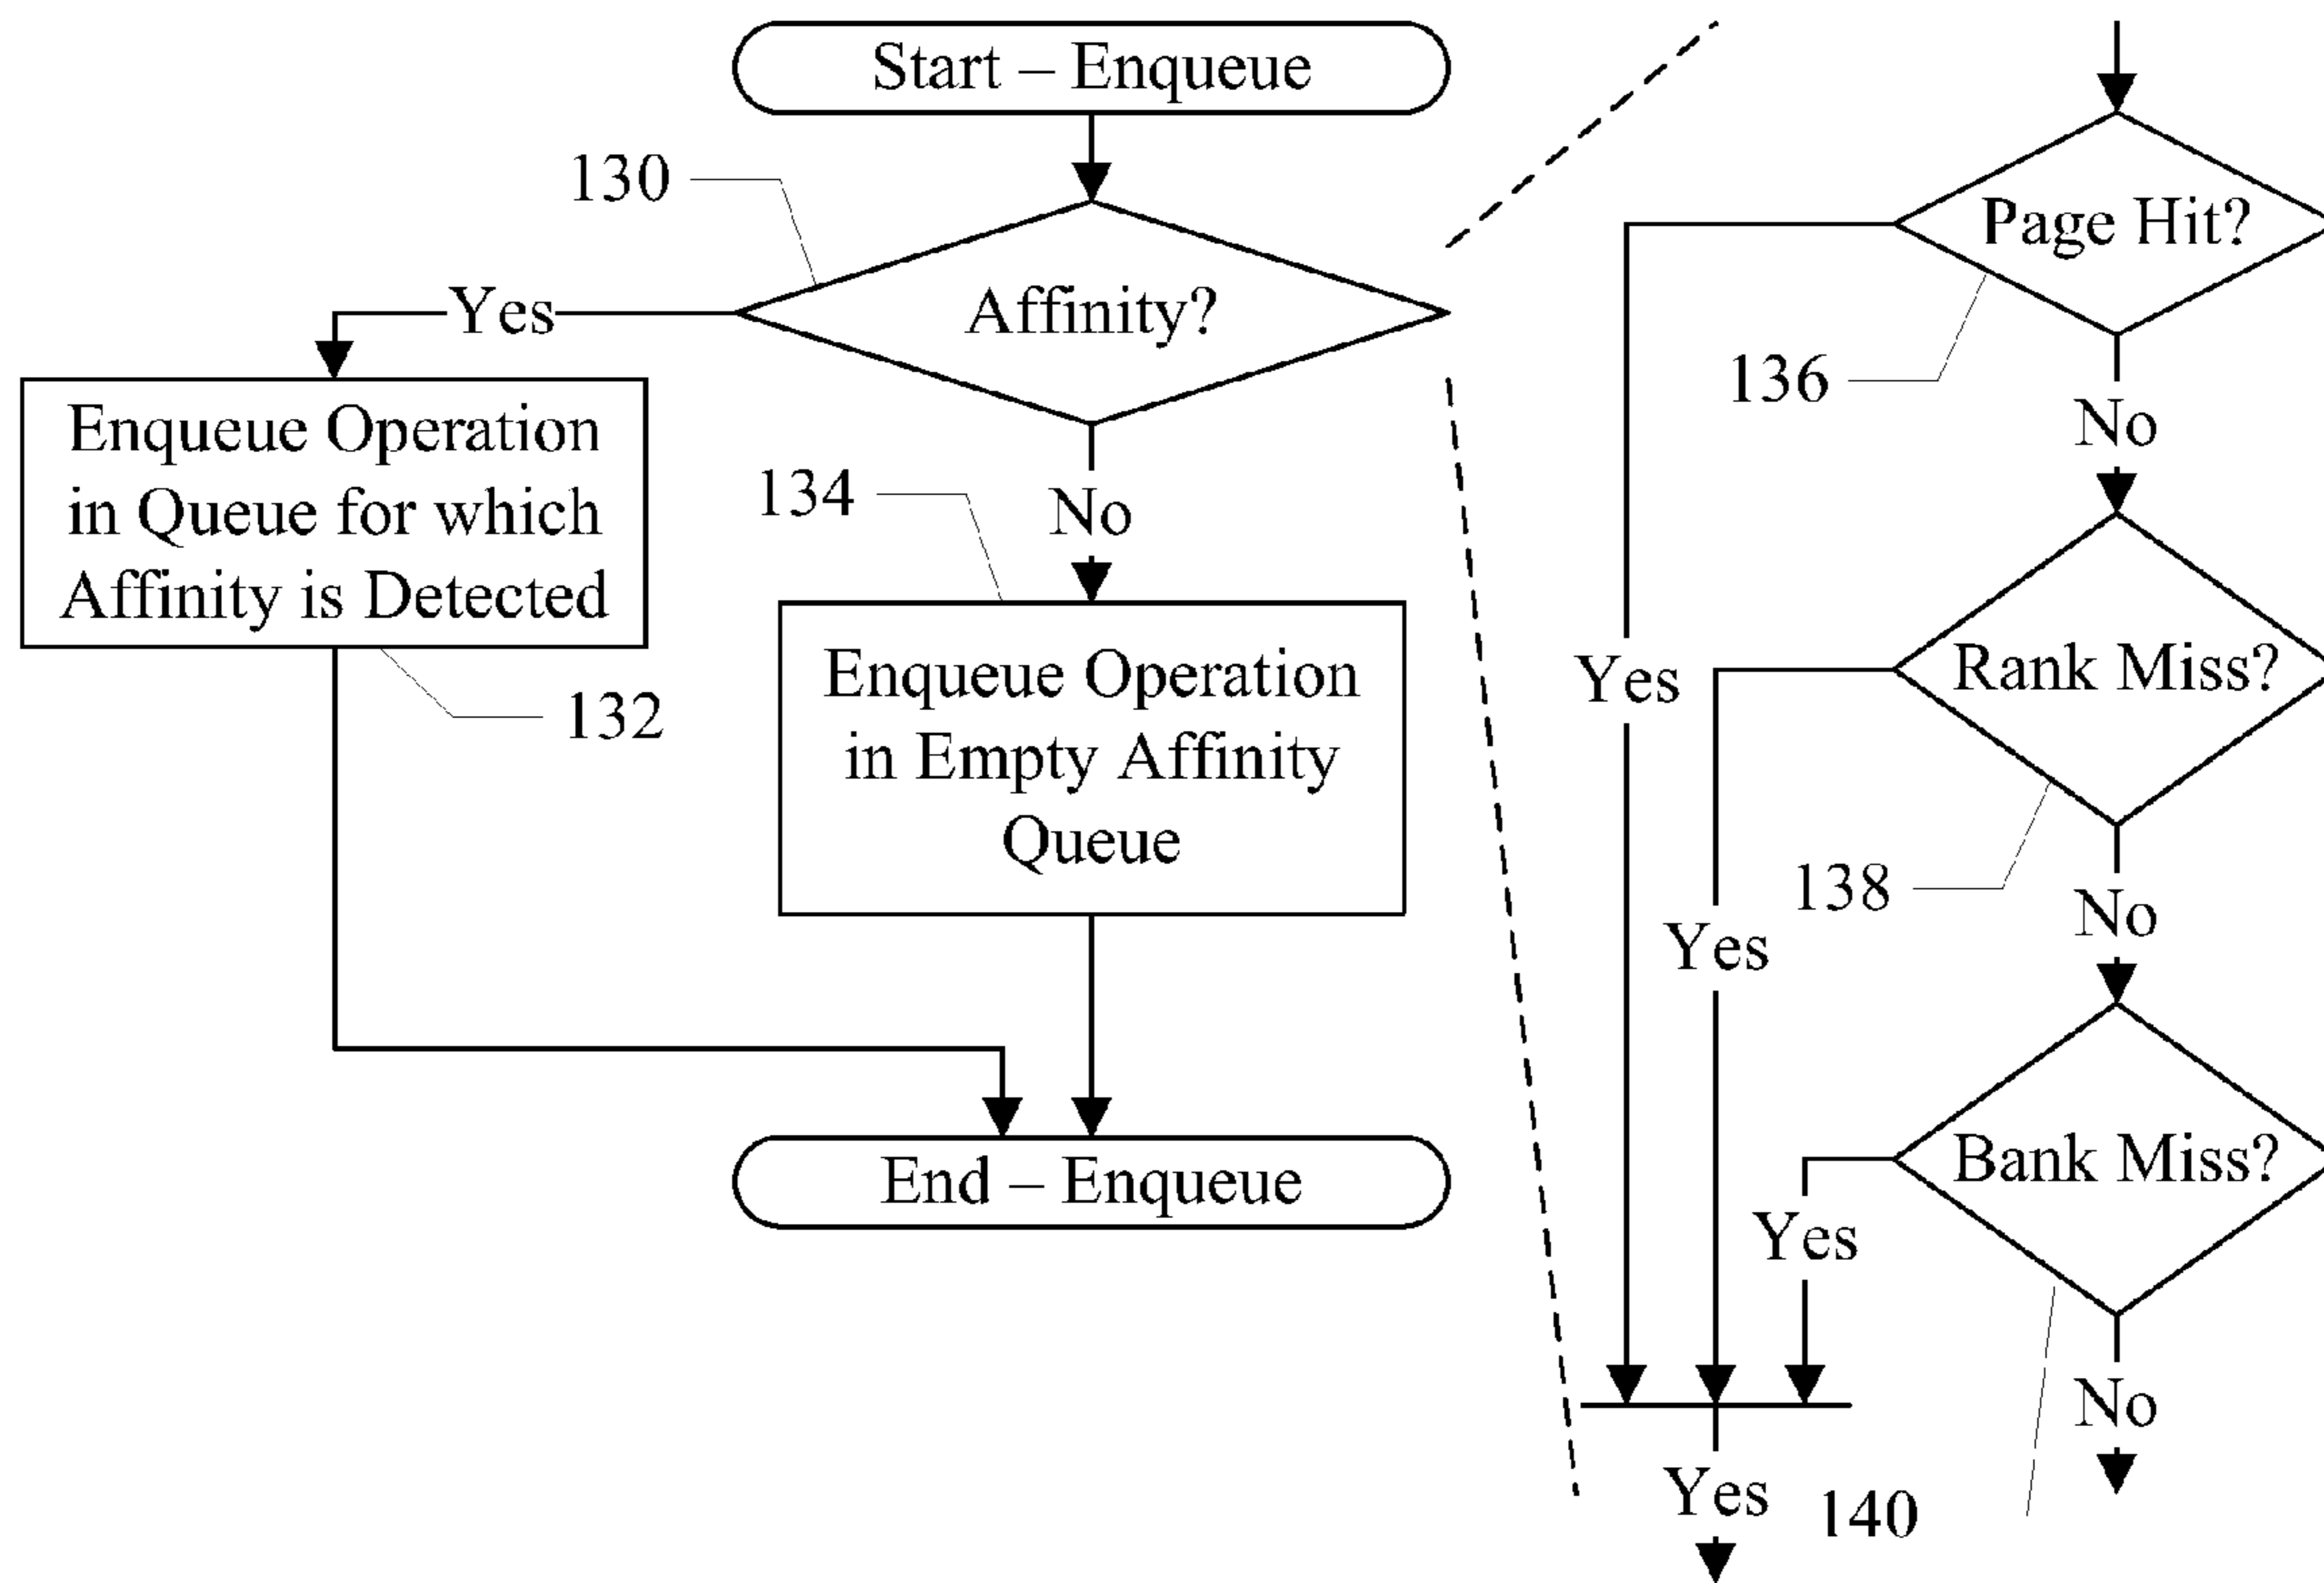 Start – Enqueue
130
Affinity?
Yes
Enqueue Operation
in Queue for which
Affinity is Detected
132
No
134
Enqueue Operation
in Empty Affinity
Queue
End – Enqueue
Page Hit?
136
No
Yes
Rank Miss?
138
No
Yes
Bank Miss?
Yes
140
No
Yes